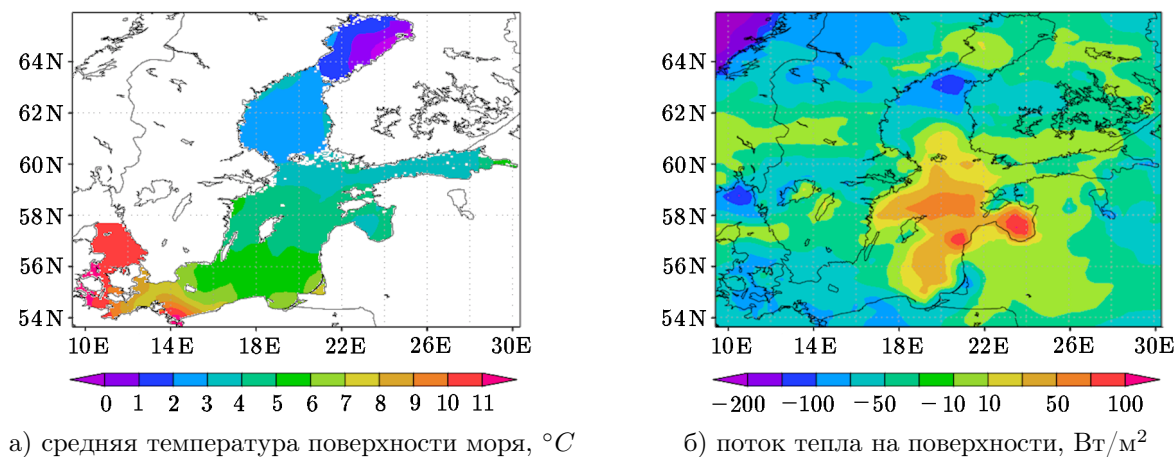 64N
62N
60N
58N
56N
54N
10E 14E 18E 22E 26E 30E
0 1 2 3 4 5 6 7 8 9 10 11
а) средняя температура поверхности моря, °C
64N
62N
60N
58N
56N
54N
10E 14E 18E 22E 26E 30E
−200 −100 −50 −10 10 50 100
б) поток тепла на поверхности, Вт/м²